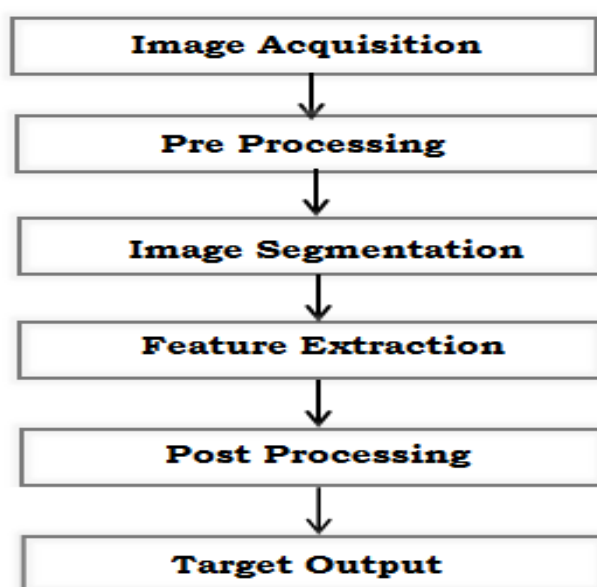 Image Acquisition
Pre Processing
Image Segmentation
Feature Extraction
Post Processing
Target Output